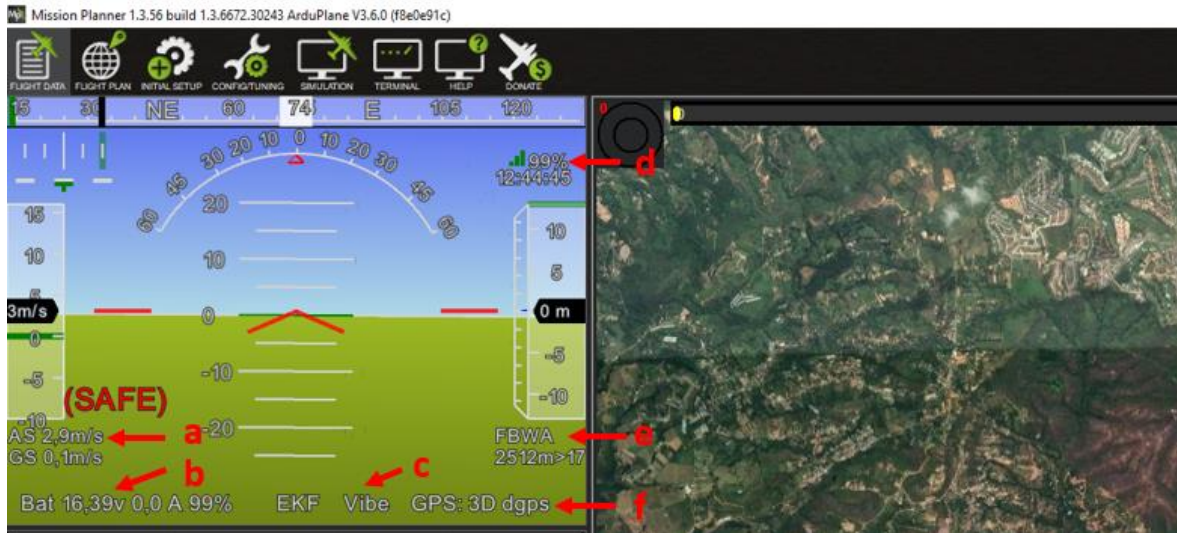 Mission Planner 1.3.56 build 1.3.6672.30243 ArduPlane V3.6.0 (f8e0e91c)
FLIGHT DATA FLIGHT PLAN INITIAL SETUP CONFIG/TUNING SIMULATION TERMINAL HELP DONATE
15 30 NE 60 74 E 105 120
0
60 45 30 20 10 0 10 20 30 45 60
99% d
12:44:45
20
15
10
10
10
5
5
3m/s 0 0 m
0
-5
-5
-10
-10
(SAFE)
-10
AS 2,9m/s a -20 FBWA e
GS 0,1m/s 2512m>17
b c
Bat 16,39v 0,0 A 99% EKF Vibe GPS: 3D dgps f